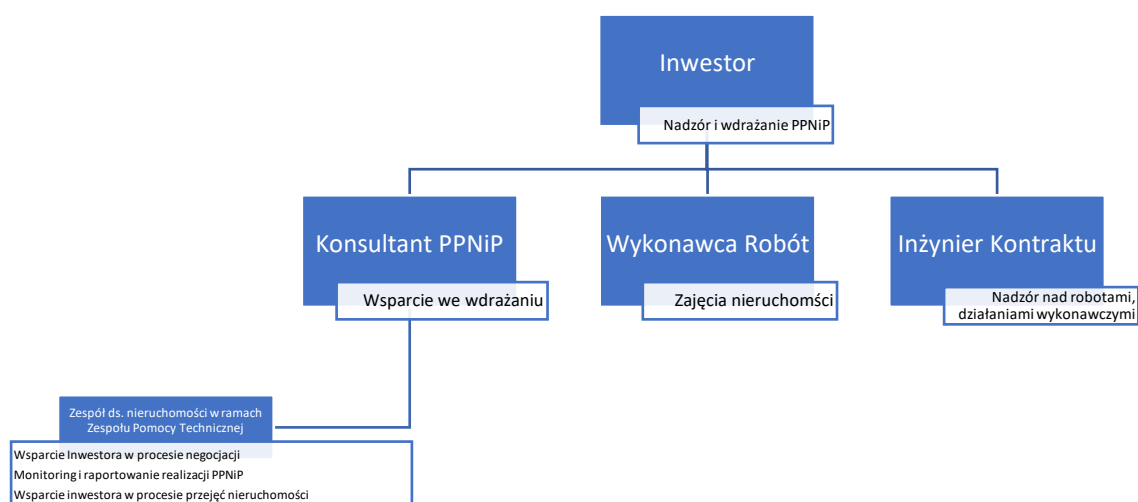 Inwestor
Nadzór i wdrażanie PPNiP
Konsultant PPNiP
Wsparcie we wdrażaniu
Wykonawca Robót
Zajęcia nieruchomści
Inżynier Kontraktu
Nadzór nad robotami,
działaniami wykonawczymi
Zespół ds. nieruchomości w ramach
Zespołu Pomocy Technicznej
Wsparcie Inwestora w procesie negocjacji
Monitoring i raportowanie realizacji PPNiP
Wsparcie inwestora w procesie przejęć nieruchomości